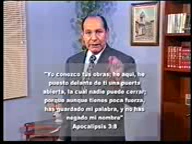 "Yo conozco tus obras; he aquí, he
puesto delante de ti una puerta
abierta, la cual nadie puede cerrar;
porque aunque tienes poca fuerza,
has guardado mi palabra, y no has
negado mi nombre"
Apocalipsis 3:8